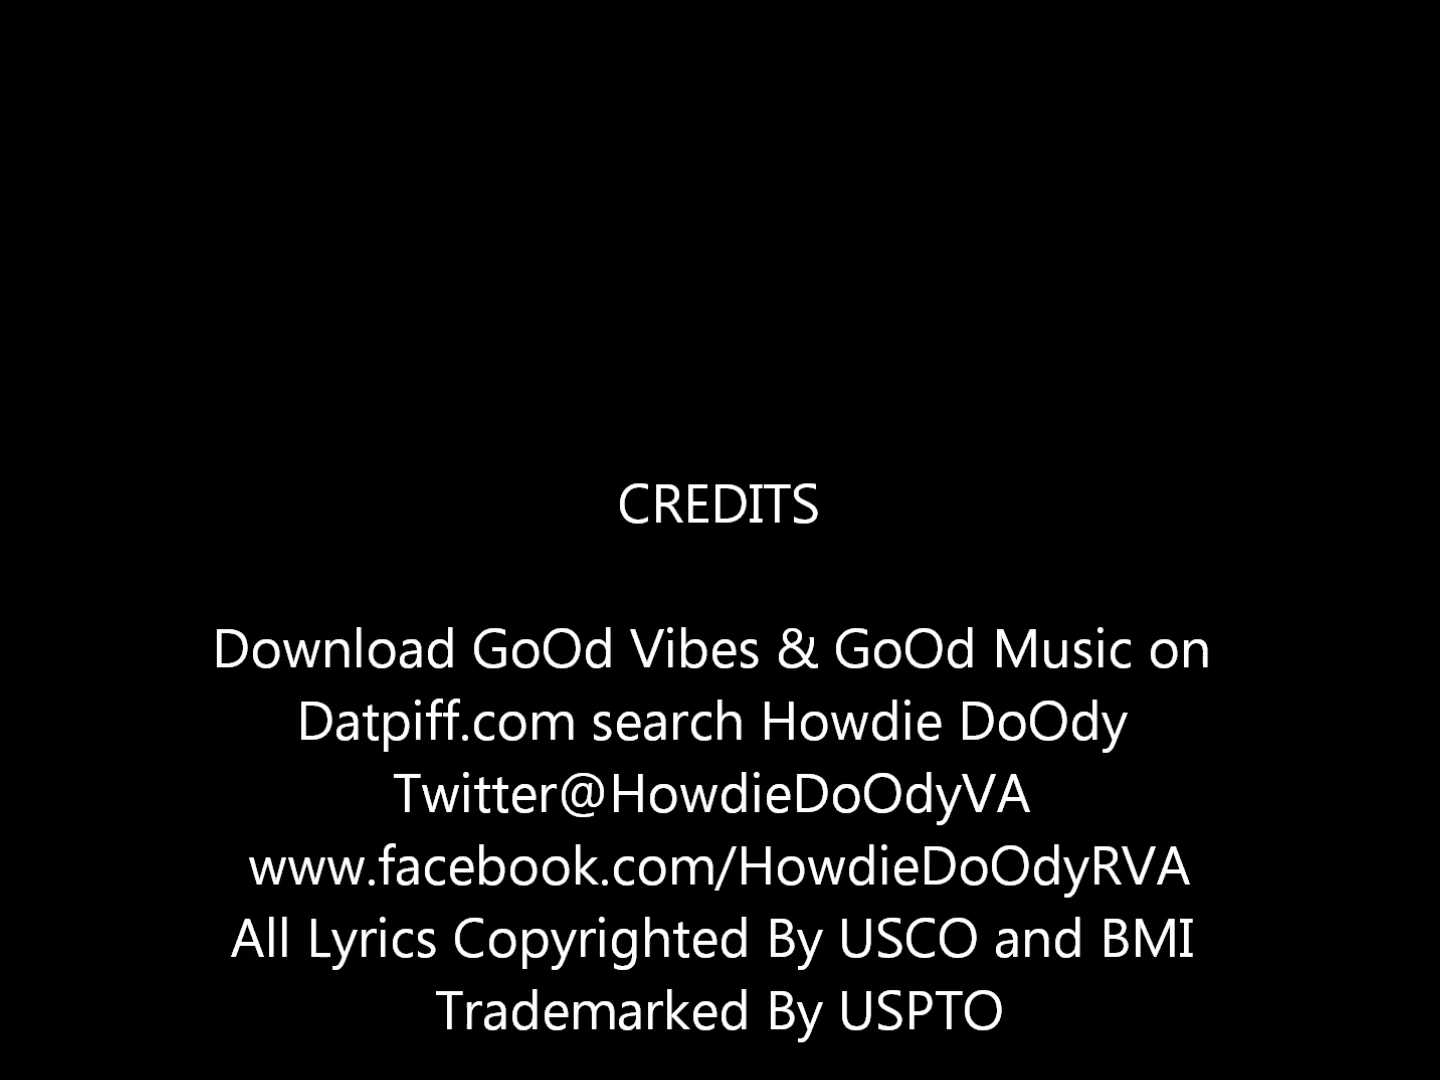 CREDITS
Download GoOd Vibes & GoOd Music on
Datpiff.com search Howdie DoOdy
Twitter@HowdieDoOdyVA
www.facebook.com/HowdieDoOdyRVA
All Lyrics Copyrighted By USCO and BMI
Trademarked By USPTO